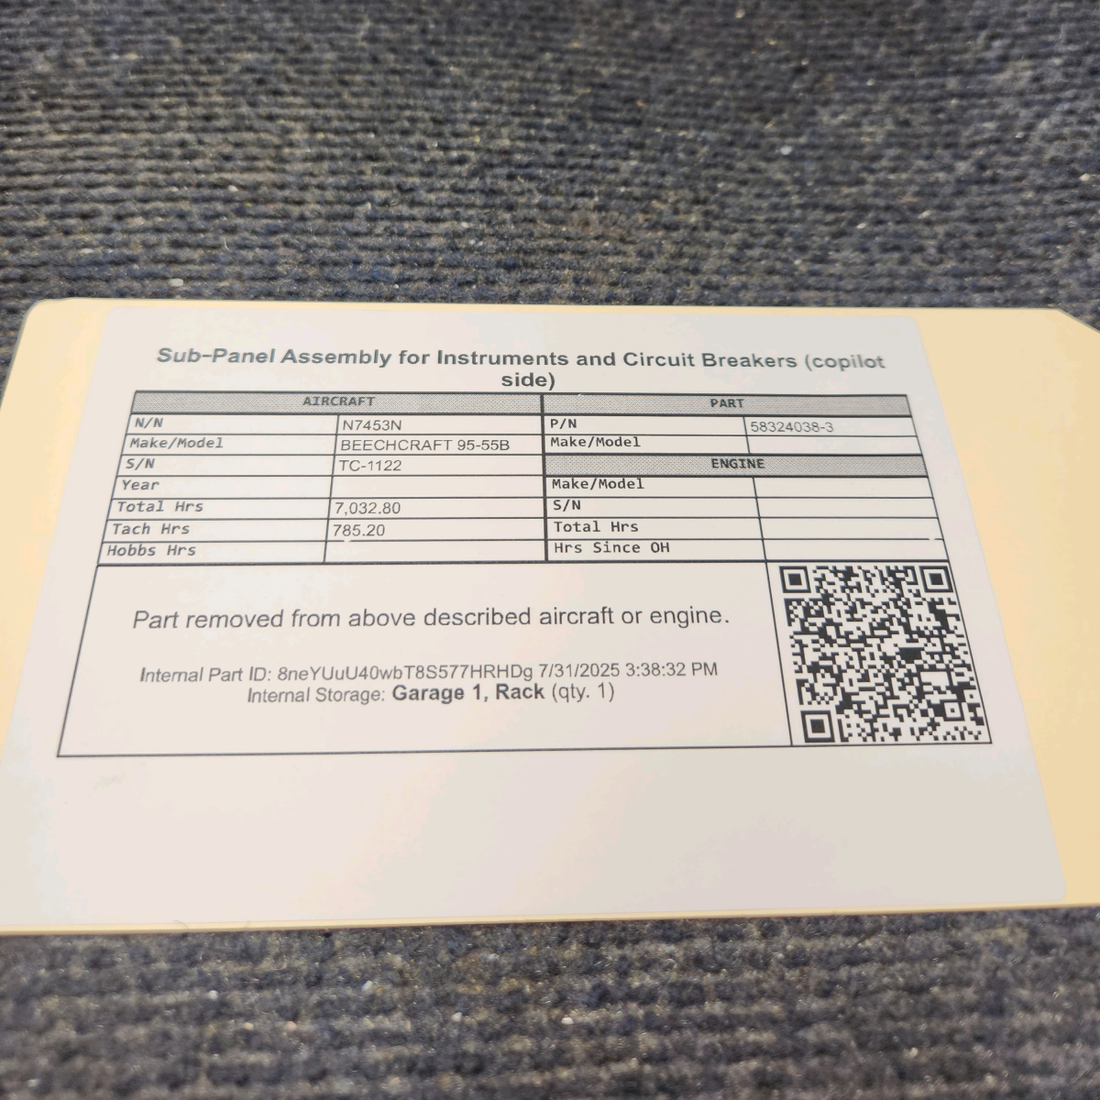 Sub-Panel Assembly for Instruments and Circuit Breakers (copilot
side)
AIRCRAFT PART
N/N N7453N P/N 58324038-3
Make/Model BEECHCRAFT 95-55B Make/Model
S/N TC-1122 ENGINE
Year Make/Model
Total Hrs 7,032.80 S/N
Tach Hrs 785.20 Total Hrs
Hobbs Hrs Hrs Since OH
Part removed from above described aircraft or engine.
Internal Part ID: 8neYUuU40wbT8S577HRHDg 7/31/2025 3:38:32 PM
Internal Storage: Garage 1, Rack (qty. 1)